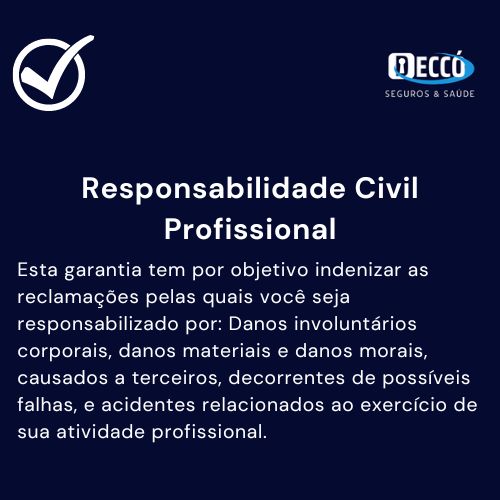 DECCÓ
SEGUROS & SAÚDE
Responsabilidade Civil
Profissional
Esta garantia tem por objetivo indenizar as
reclamações pelas quais você seja
responsabilizado por: Danos involuntários
corporais, danos materiais e danos morais,
causados a terceiros, decorrentes de possíveis
falhas, e acidentes relacionados ao exercício de
sua atividade profissional.